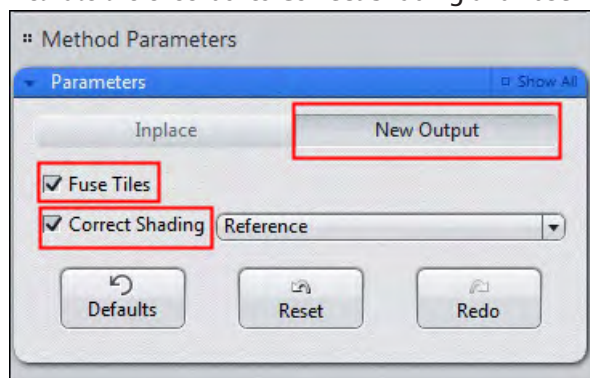 Method Parameters
Parameters Show All
Inplace New Output
Fuse Tiles
Correct Shading Reference
Defaults Reset Redo